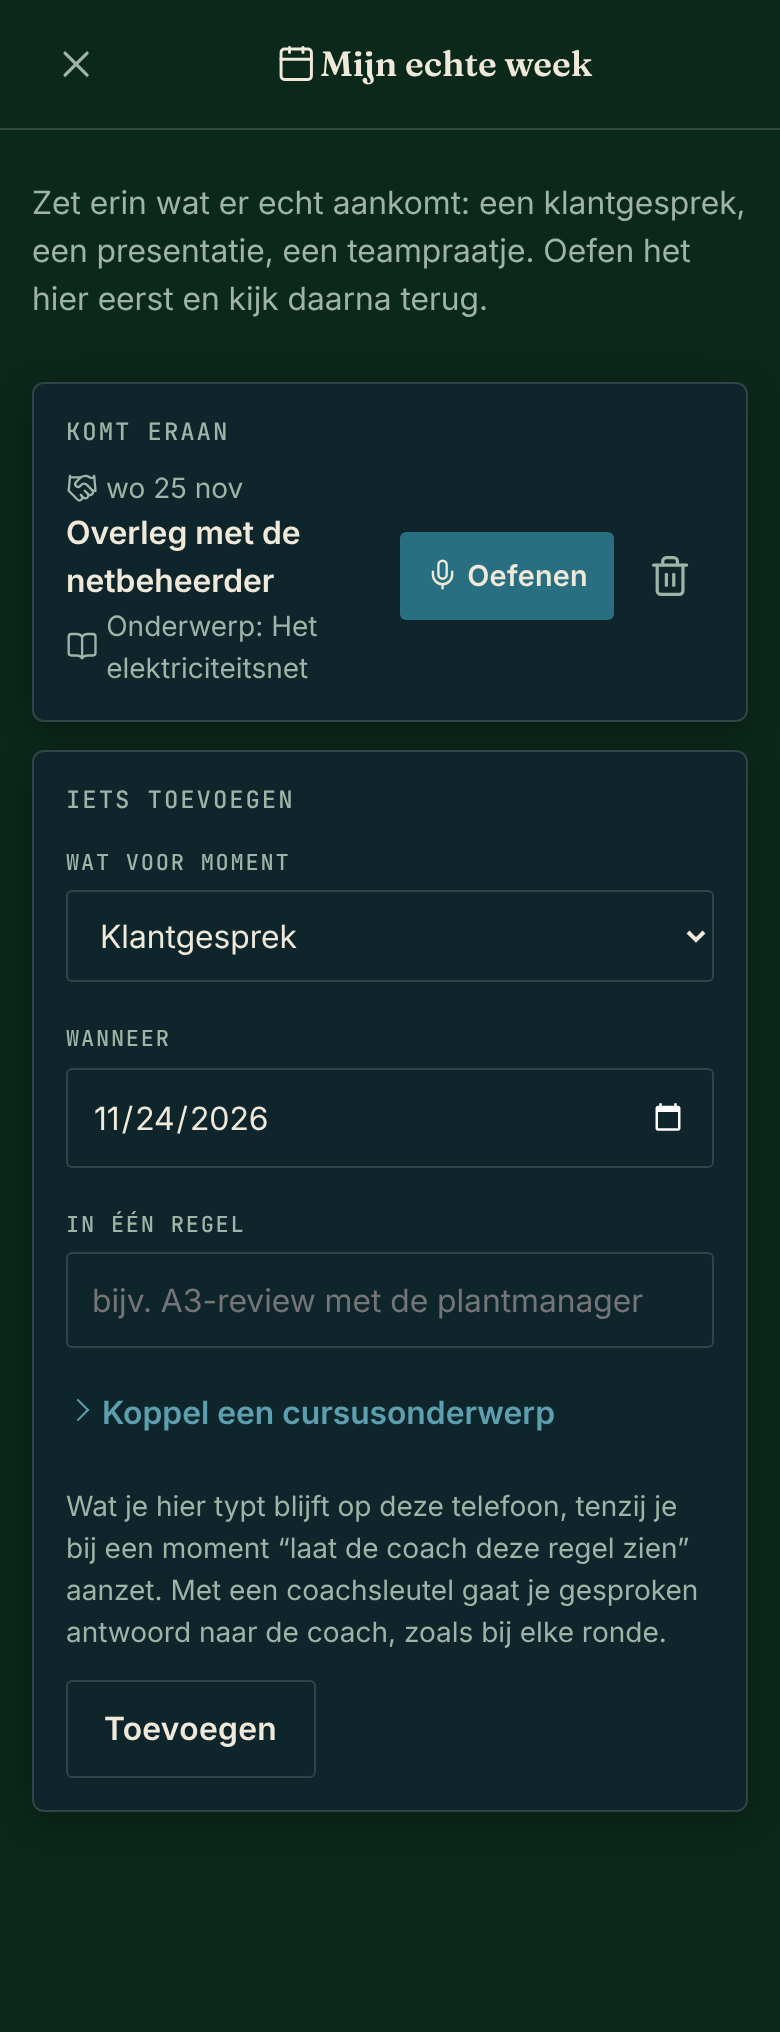 Mijn echte week
Zet erin wat er echt aankomt: een klantgesprek,
een presentatie, een teampraatje. Oefen het
hier eerst en kijk daarna terug.
KOMT ERAAN
wo 25 nov
Overleg met de
netbeheerder
Onderwerp: Het
elektriciteitsnet
Oefenen
IETS TOEVOEGEN
WAT VOOR MOMENT
Klantgesprek
WANNEER
11/24/2026
IN ÉÉN REGEL
bijv. A3-review met de plantmanager
Koppel een cursusonderwerp
Wat je hier typt blijft op deze telefoon, tenzij je
bij een moment “laat de coach deze regel zien”
aanzet. Met een coachsleutel gaat je gesproken
antwoord naar de coach, zoals bij elke ronde.
Toevoegen